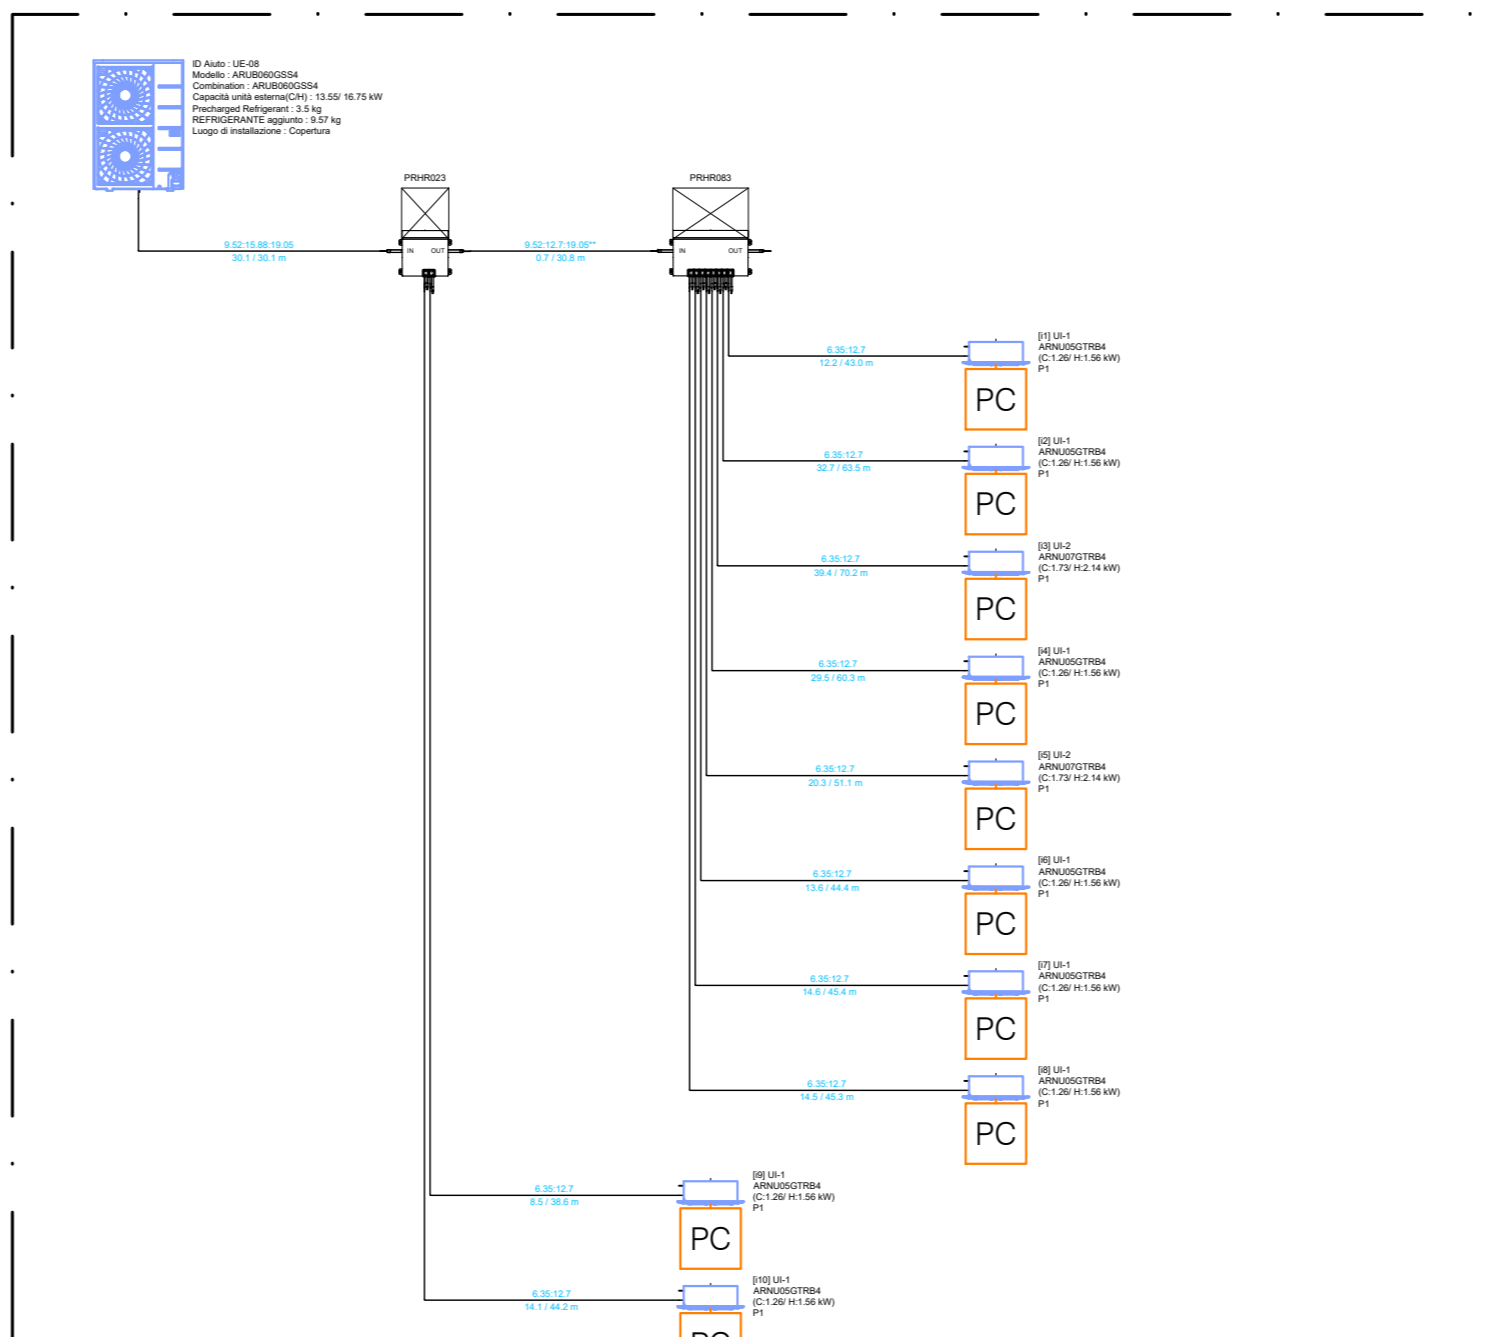 ID Aiuto : UE-08
Modello : ARUB060GSS4
Combination : ARUB060GSS4
Capacità unità esterna(C/H) : 13.55/ 16.75 kW
Precharged Refrigerant : 3.5 kg
REFRIGERANTE aggiunto : 9.57 kg
Luogo di installazione : Copertura
PRHR023
PRHR083
9.52:15.88:19.05
30.1 / 30.1 m
IN OUT
9.52:12.7:19.05**
0.7 / 30.8 m
IN OUT
6.35:12.7
12.2 / 43.0 m
[i1] UI-1
ARNU05GTRB4
(C:1.26/ H:1.56 kW)
P1
PC
6.35:12.7
32.7 / 63.5 m
[i2] UI-1
ARNU05GTRB4
(C:1.26/ H:1.56 kW)
P1
PC
6.35:12.7
39.4 / 70.2 m
[i3] UI-2
ARNU07GTRB4
(C:1.73/ H:2.14 kW)
P1
PC
6.35:12.7
29.5 / 60.3 m
[i4] UI-1
ARNU05GTRB4
(C:1.26/ H:1.56 kW)
P1
PC
6.35:12.7
20.3 / 51.1 m
[i5] UI-2
ARNU07GTRB4
(C:1.73/ H:2.14 kW)
P1
PC
6.35:12.7
13.6 / 44.4 m
[i6] UI-1
ARNU05GTRB4
(C:1.26/ H:1.56 kW)
P1
PC
6.35:12.7
14.6 / 45.4 m
[i7] UI-1
ARNU05GTRB4
(C:1.26/ H:1.56 kW)
P1
PC
6.35:12.7
14.5 / 45.3 m
[i8] UI-1
ARNU05GTRB4
(C:1.26/ H:1.56 kW)
P1
PC
6.35:12.7
8.5 / 38.6 m
[i9] UI-1
ARNU05GTRB4
(C:1.26/ H:1.56 kW)
P1
PC
6.35:12.7
14.1 / 44.2 m
[i10] UI-1
ARNU05GTRB4
(C:1.26/ H:1.56 kW)
P1
PC